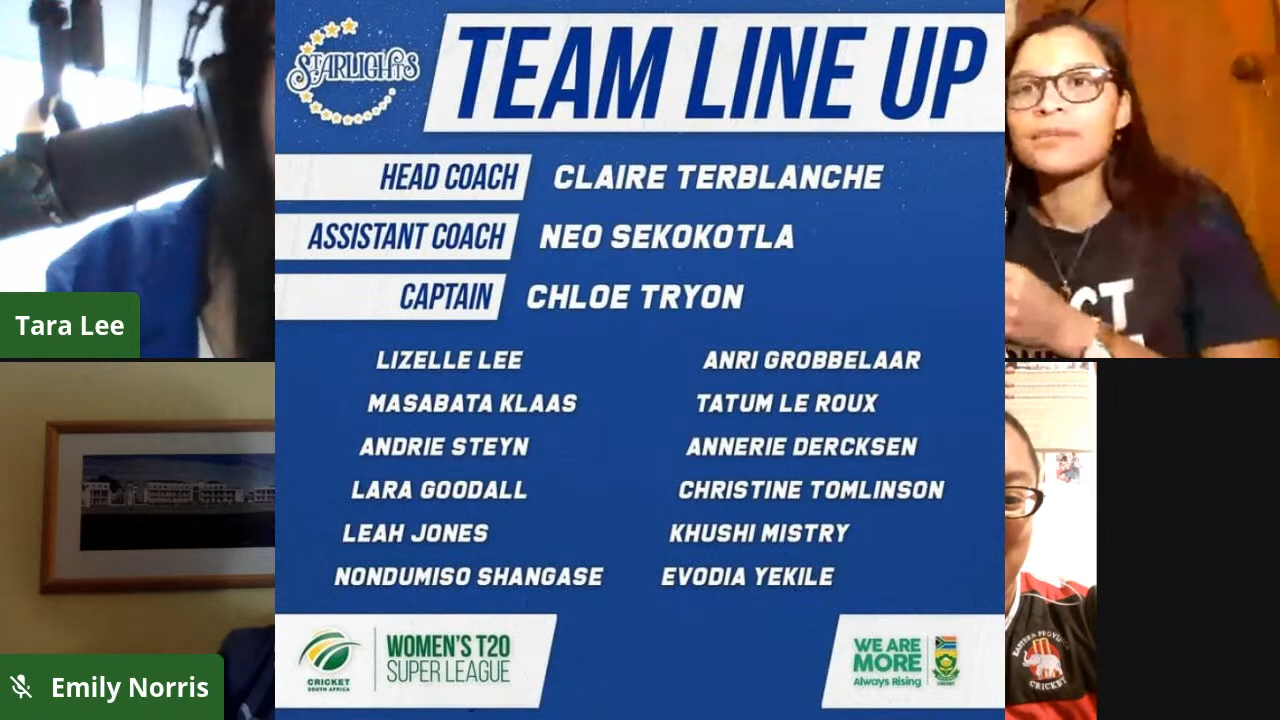 STARLIGHTS
TEAM LINE UP
HEAD COACH CLAIRE TERBLANCHE
ASSISTANT COACH NEO SEKOKOTLA
CAPTAIN CHLOE TRYON
LIZELLE LEE ANRI GROBBELAAR
MASABATA KLAAS TATUM LE ROUX
ANDRIE STEYN ANNERIE DERCKSEN
LARA GOODALL CHRISTINE TOMLINSON
LEAH JONES KHUSHI MISTRY
NONDUMISO SHANGASE EVODIA YEKILE
CRICKET
SOUTH AFRICA
WOMEN'S T20
SUPER LEAGUE
WE ARE
MORE
Always Rising
CRICKET
Tara Lee
Emily Norris
EASTERN PROVINCE
CRICKET